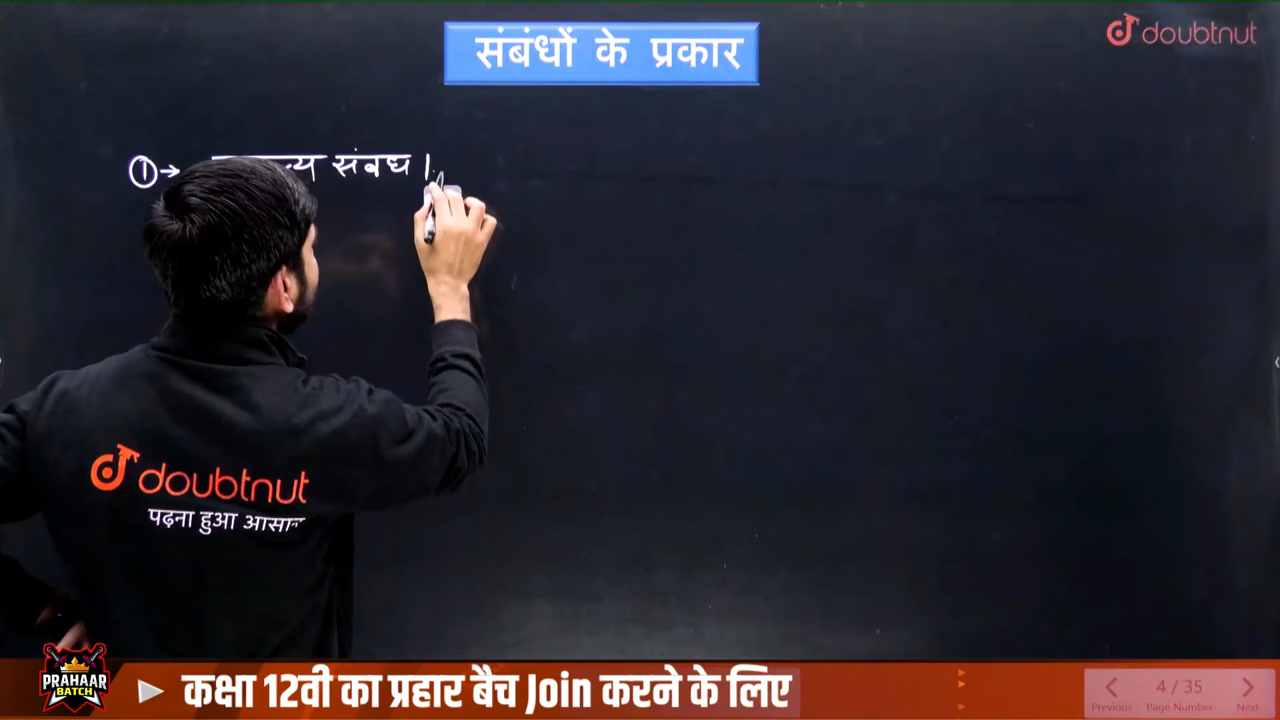 संबंधों के प्रकार
doubtnut
①→ संबंध |
doubtnut
पढ़ना हुआ आसान
PRAHAAR
BATCH
कक्षा 12वी का प्रहार बैच Join करने के लिए
4 / 35
Previous Page Number Next